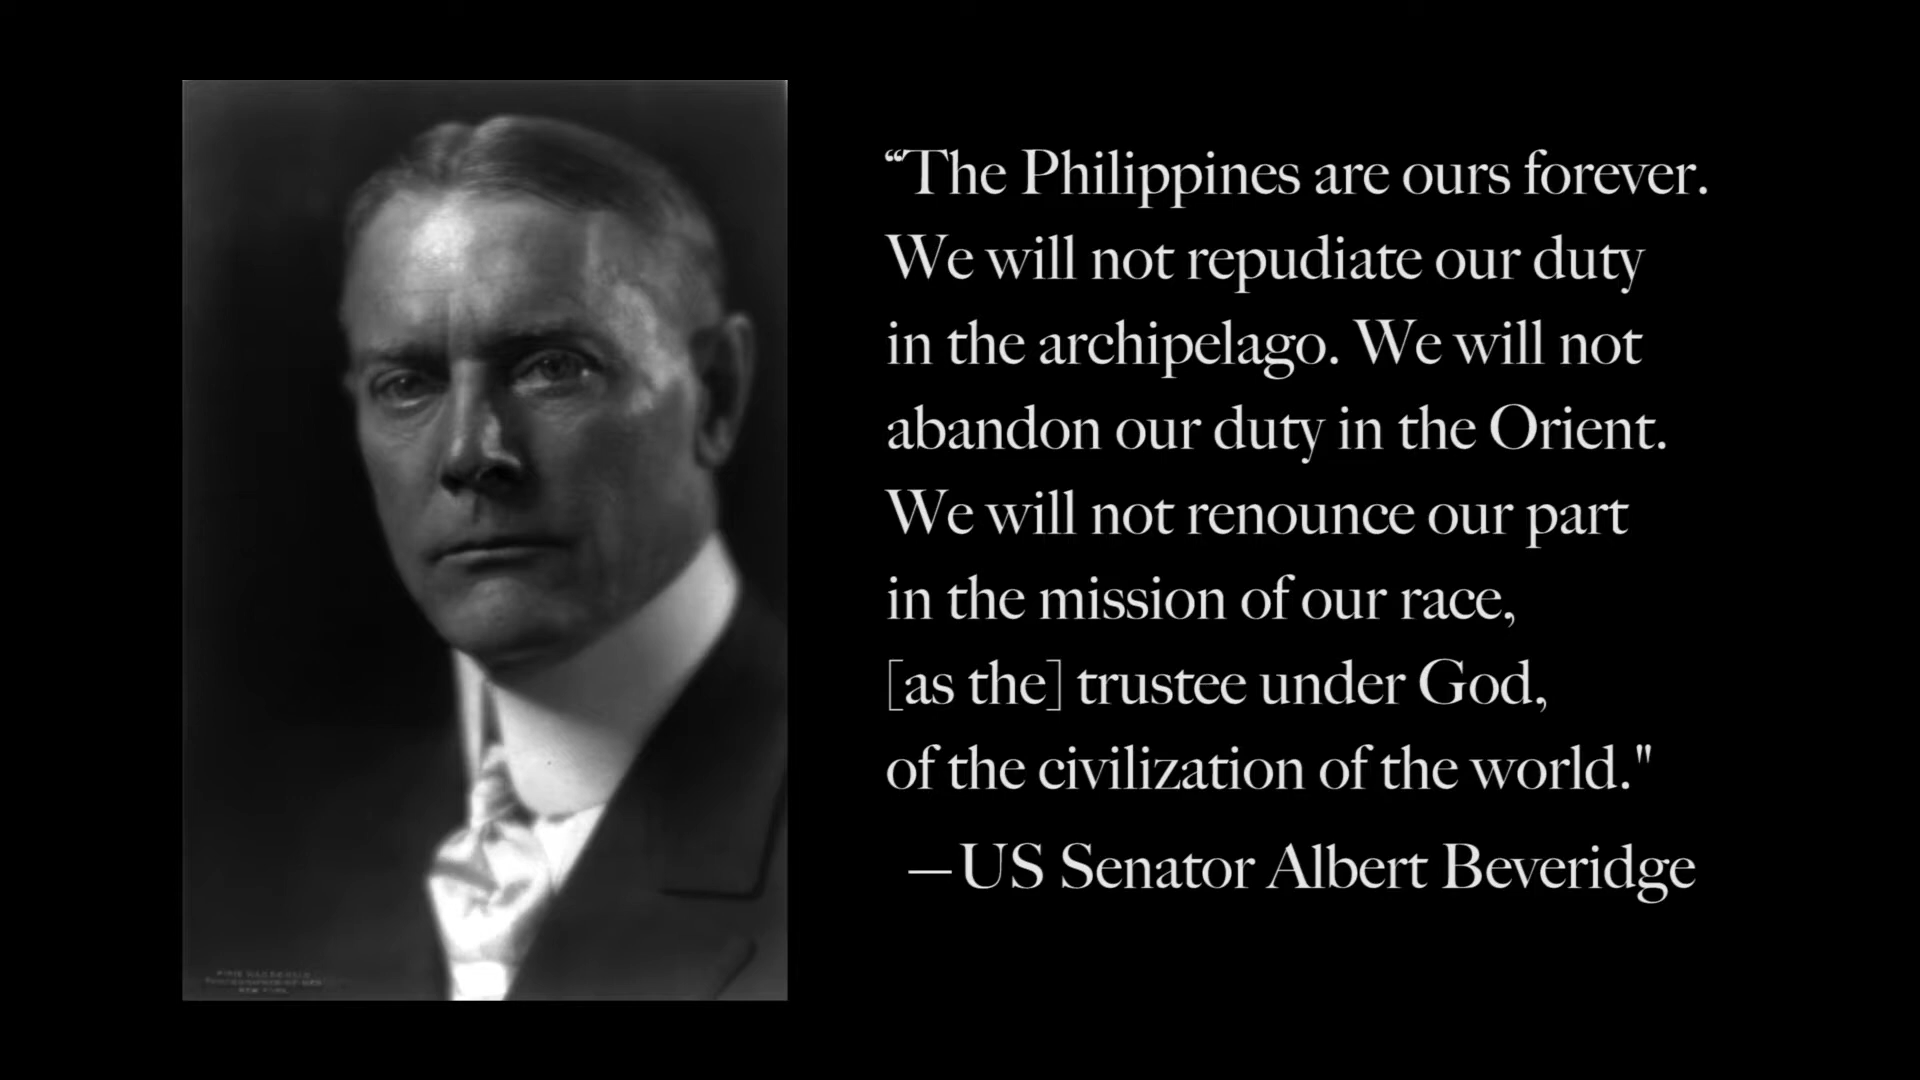 “The Philippines are ours forever.
We will not repudiate our duty
in the archipelago. We will not
abandon our duty in the Orient.
We will not renounce our part
in the mission of our race,
[as the] trustee under God,
of the civilization of the world."
—US Senator Albert Beveridge